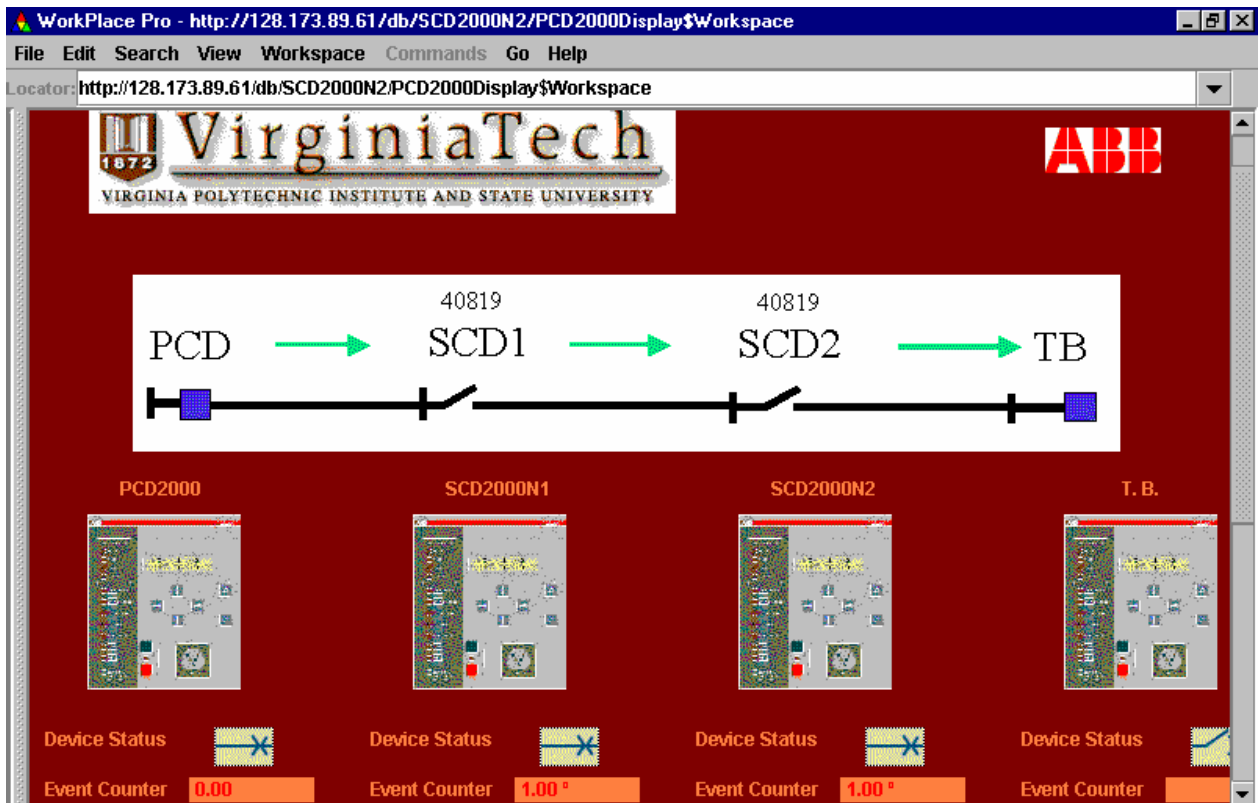 WorkPlace Pro - http://128.173.89.61/db/SCD2000N2/PCD2000Display$Workspace
File Edit Search View Workspace Commands Go Help
Locator: http://128.173.89.61/db/SCD2000N2/PCD2000Display$Workspace
1872
VirginiaTech
VIRGINIA POLYTECHNIC INSTITUTE AND STATE UNIVERSITY
ABB
40819 40819
PCD SCD1 SCD2 TB
PCD2000 SCD2000N1 SCD2000N2 T. B.
Device Status Device Status Device Status Device Status
Event Counter 0.00 Event Counter 1.00 Event Counter 1.00 Event Counter